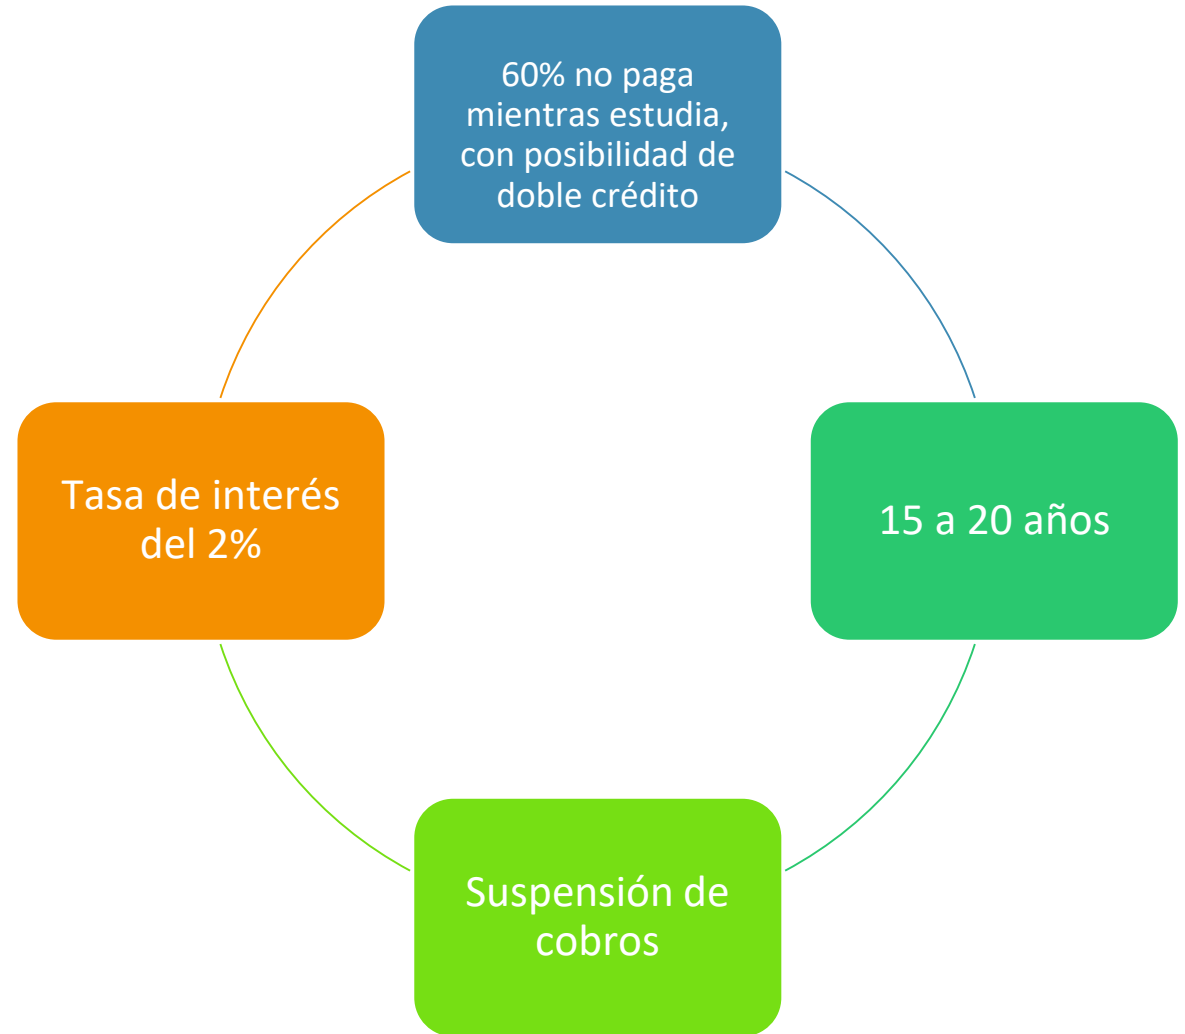 60% no paga
mientras estudia,
con posibilidad de
doble crédito
Tasa de interés
del 2%
15 a 20 años
Suspensión de
cobros